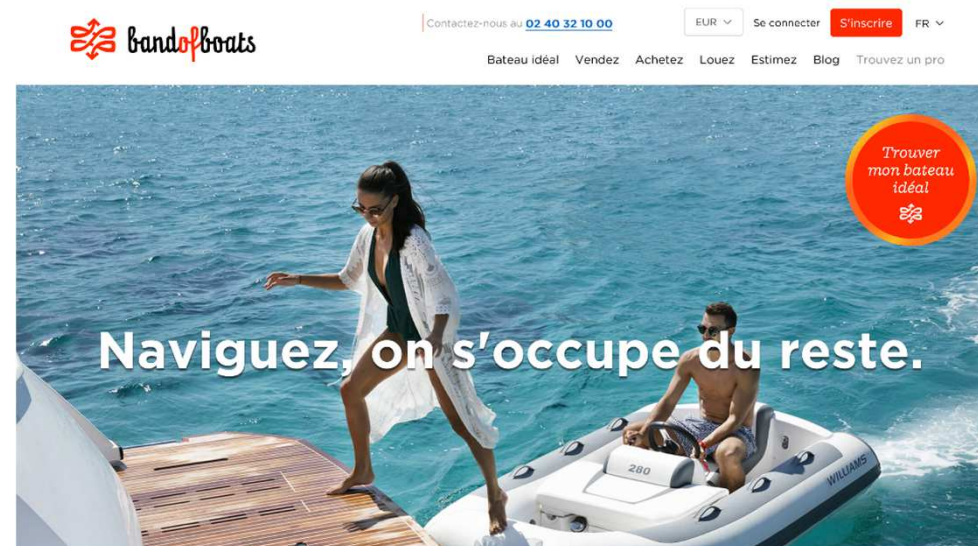 bandofboats
Contactez-nous au 02 40 32 10 00
EUR
Se connecter
S'inscrire
FR
Bateau idéal Vendez Achetez Louez Estimez Blog Trouvez un pro
Trouver
mon bateau
idéal
Naviguez, on s'occupe du reste.
280
WILLIAMS